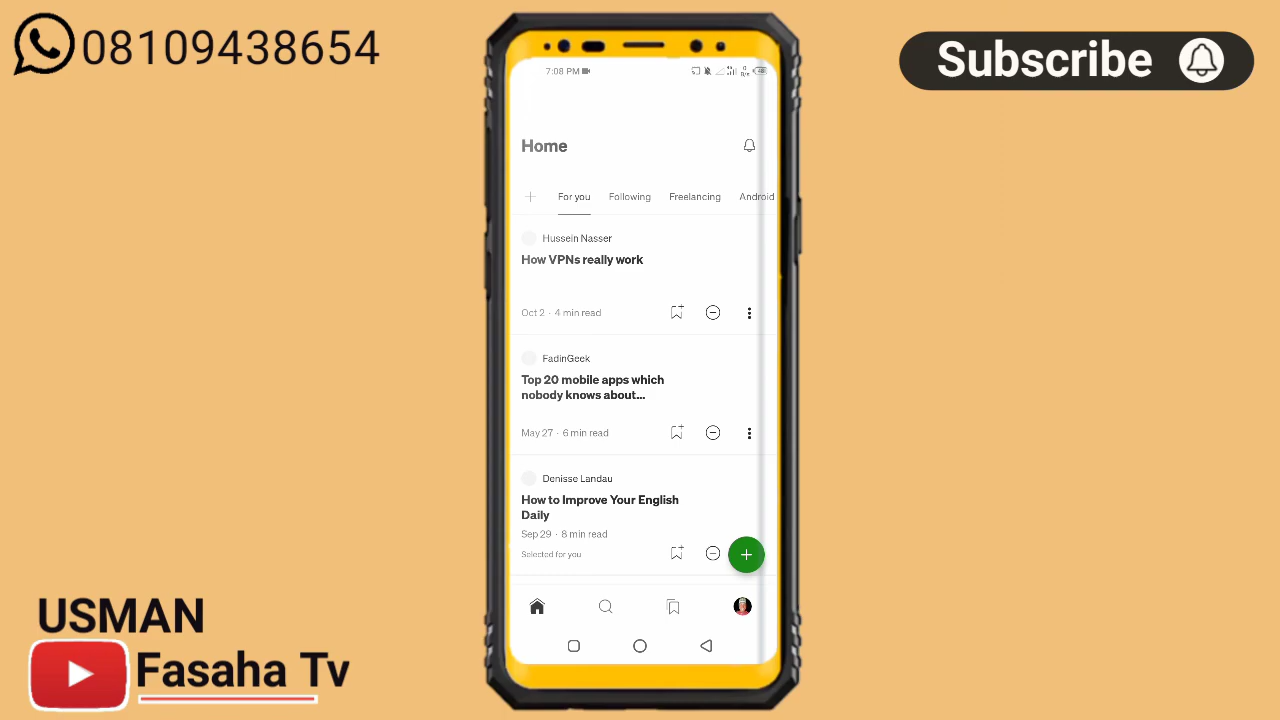 08109438654
Subscribe
7:08 PM
Home
For you Following Freelancing Android
Hussein Nasser
How VPNs really work
Oct 2 · 4 min read
FadinGeek
Top 20 mobile apps which
nobody knows about...
May 27 · 6 min read
Denisse Landau
How to Improve Your English
Daily
Sep 29 · 8 min read
Selected for you
USMAN
Fasaha Tv